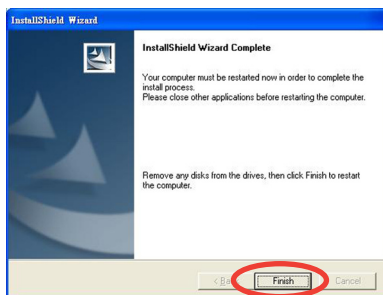 InstallShield Wizard
InstallShield Wizard Complete
Your computer must be restarted now in order to complete the
install process.
Please close other applications before restarting the computer.
Remove any disks from the drives, then click Finish to restart
the computer.
< Ba
Finish
Cancel